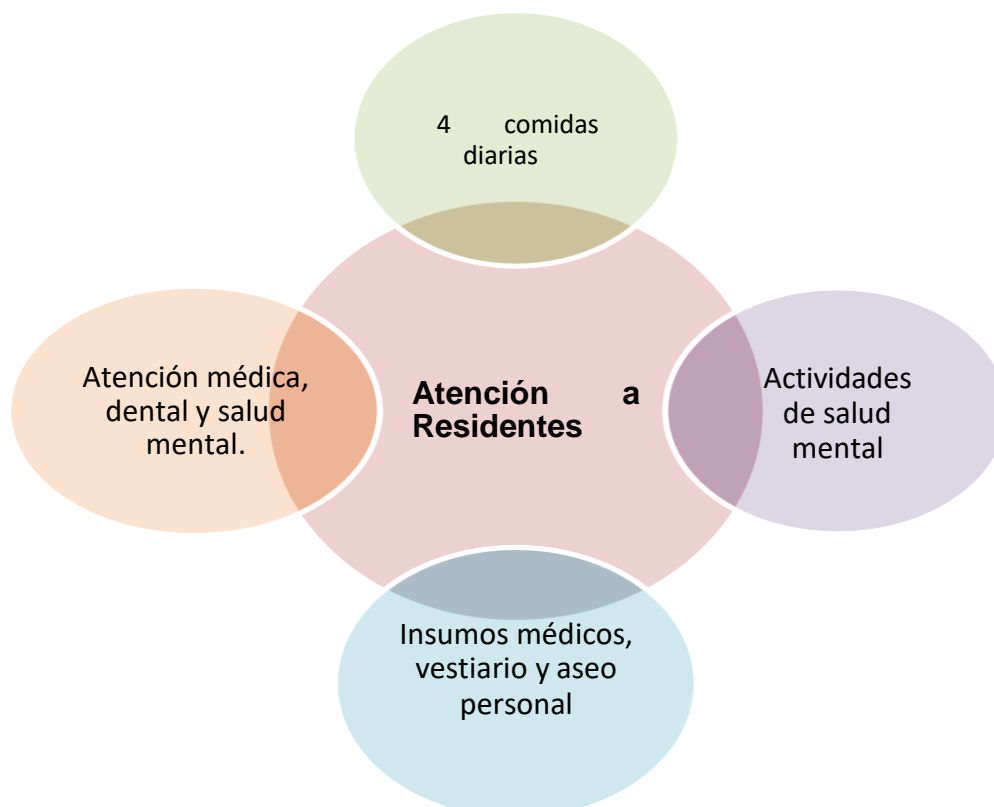 4 comidas
diarias
Atención médica,
dental y salud
mental.
Atención a
Residentes
Actividades
de salud
mental
Insumos médicos,
vestiario y aseo
personal